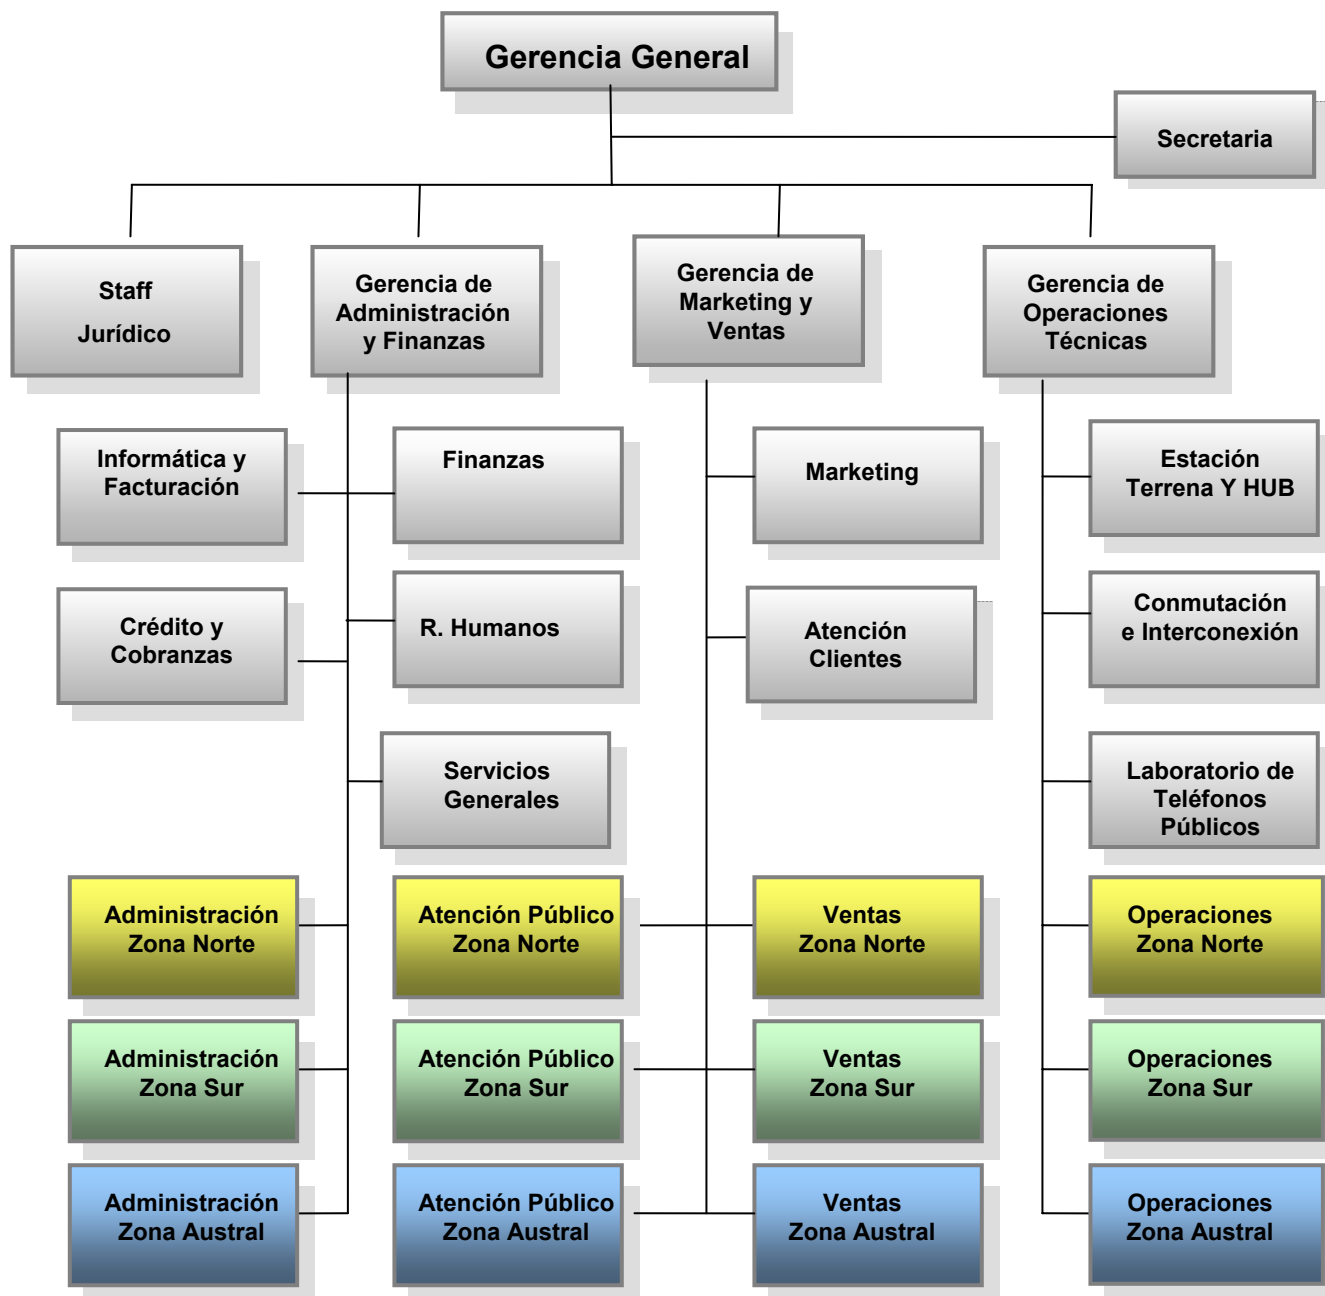 Gerencia General
Secretaria
Staff
Jurídico
Gerencia de
Administración
y Finanzas
Gerencia de
Marketing y
Ventas
Gerencia de
Operaciones
Técnicas
Informática y
Facturación
Finanzas
Marketing
Estación
Terrena Y HUB
Crédito y
Cobranzas
R. Humanos
Atención
Clientes
Conmutación
e Interconexión
Servicios
Generales
Laboratorio de
Teléfonos
Públicos
Administración
Zona Norte
Atención Público
Zona Norte
Ventas
Zona Norte
Operaciones
Zona Norte
Administración
Zona Sur
Atención Público
Zona Sur
Ventas
Zona Sur
Operaciones
Zona Sur
Administración
Zona Austral
Atención Público
Zona Austral
Ventas
Zona Austral
Operaciones
Zona Austral